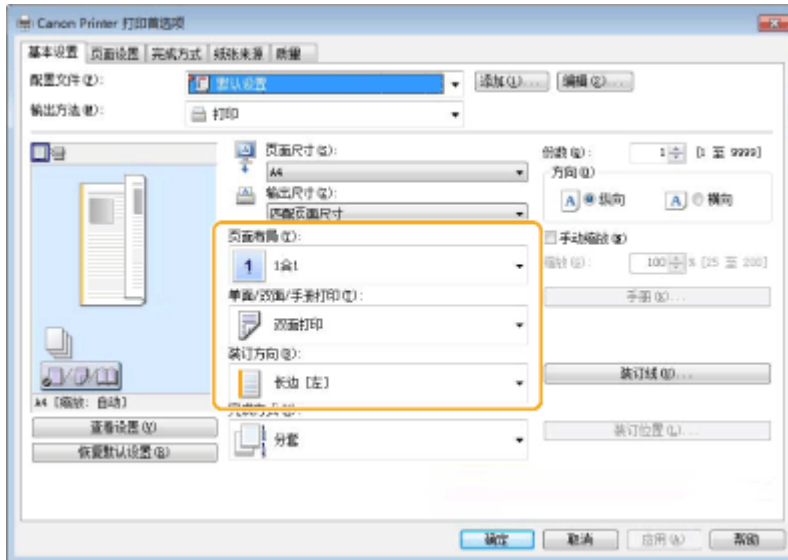 Canon Printer 打印首选项
基本设置 页面设置 完成方式 纸张来源 质量
配置文件(F): 默认设置 添加(1)... 编辑(2)...
输出方法(M): 打印
页面尺寸(S):
A4
输出尺寸(Z):
匹配页面尺寸
份数(Q): 1 [1 至 9999]
方向(O)
A 纵向 A 横向
页面布局(Y):
1 1合1
手动缩放(N)
缩放(G): 100 % [25 至 200]
单面/双面/手册打印(T):
双面打印
手册(K)...
装订方向(B):
长边 [左]
装订线(U)...
A4 [缩放: 自动]
分套
装订位置(L)...
查看设置(V)
恢复默认设置(R)
确定 取消 应用(A) 帮助